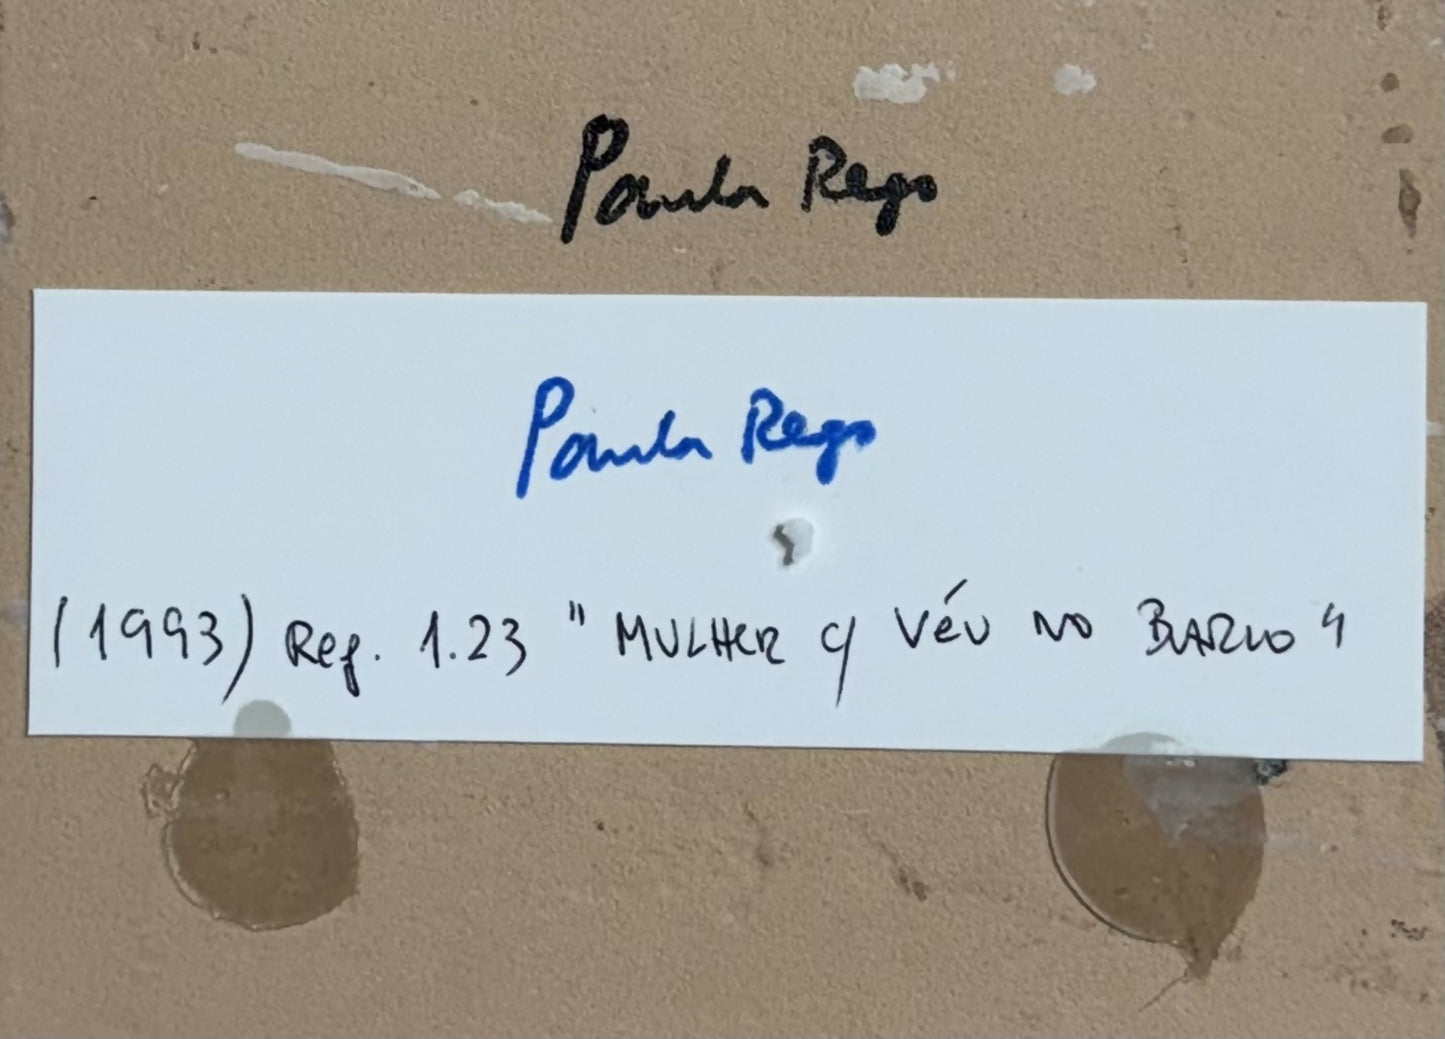 Paula Rego
Paula Rego
(1993) Ref. 1.23 "MULHER c/ VÉU NO BARCO"